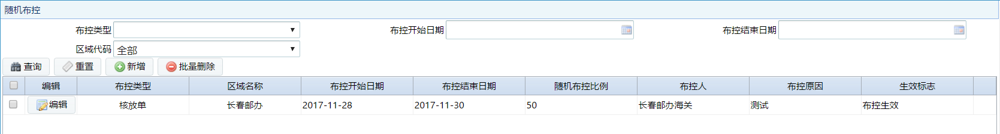 随机布控
布控类型 布控开始日期 布控结束日期
区域代码 全部
查询 重置 新增 批量删除
编辑 布控类型 区域名称 布控开始日期 布控结束日期 随机布控比例 布控人 布控原因 生效标志
编辑 核放单 长春邮办 2017-11-28 2017-11-30 50 长春邮办海关 测试 布控生效